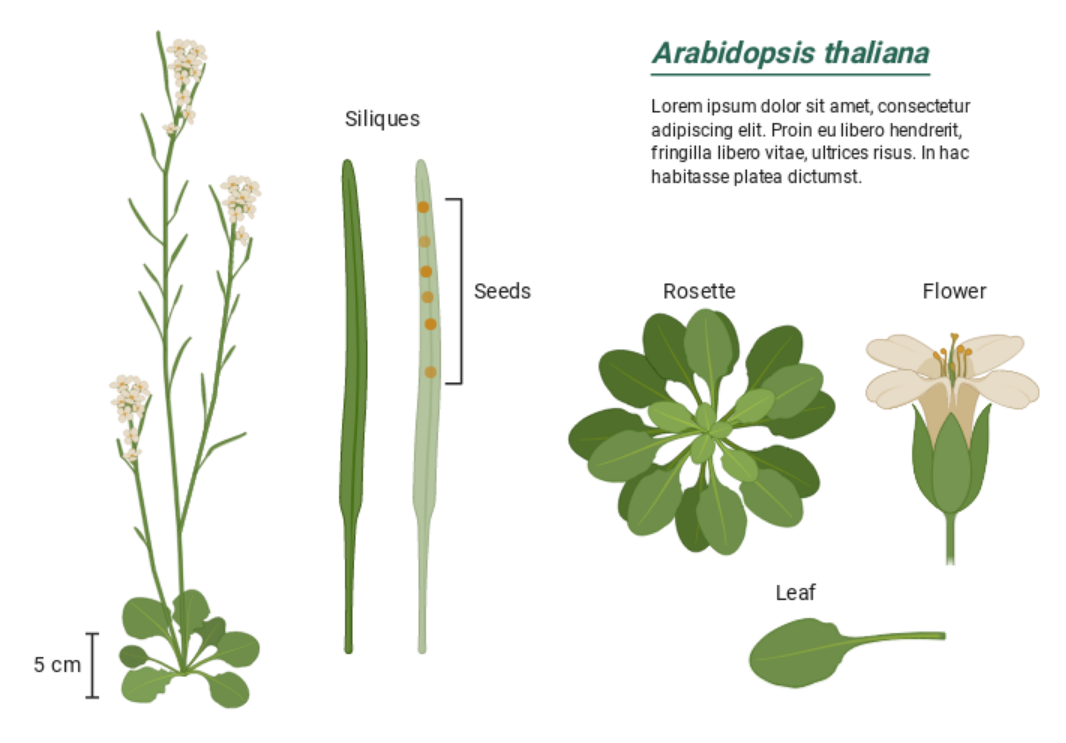 Arabidopsis thaliana
Lorem ipsum dolor sit amet, consectetur
adipiscing elit. Proin eu libero hendrerit,
fringilla libero vitae, ultrices risus. In hac
habitasse platea dictumst.
Siliques
Seeds
Rosette
Flower
Leaf
5 cm